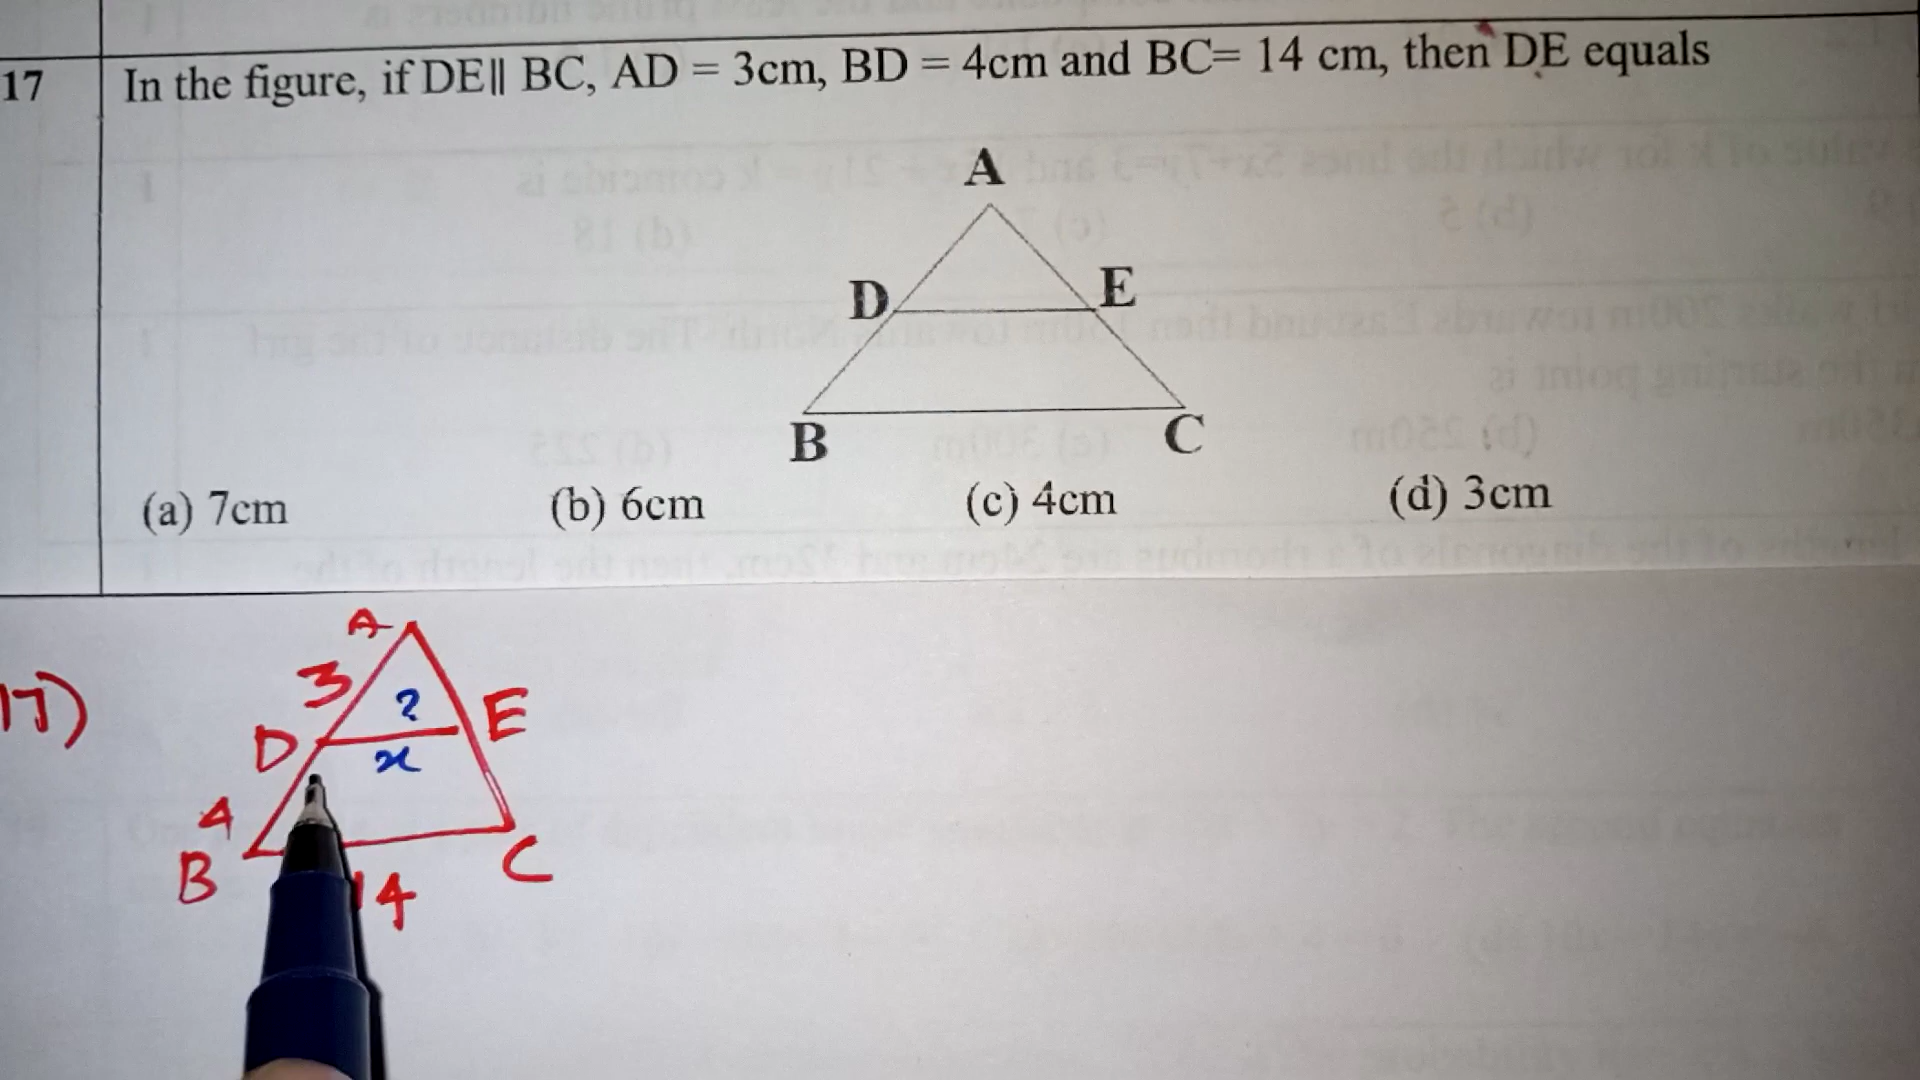 17 In the figure, if DE|| BC, AD = 3cm, BD = 4cm and BC= 14 cm, then DE equals
A
D E
B C
(a) 7cm (b) 6cm (c) 4cm (d) 3cm
17)
A
3 ? E
D x
4
B C
14